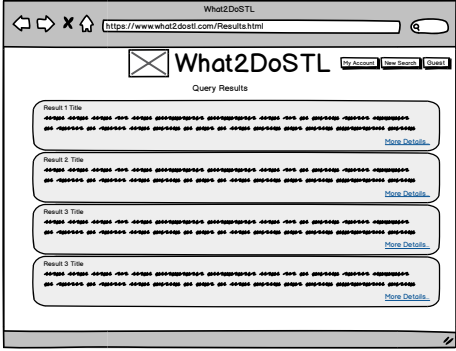 What2DoSTL
https://www.what2dostl.com/Results.html
What2DoSTL
My Account New Search Guest
Query Results
Result 1 Title
More Details..
Result 2 Title
More Details..
Result 3 Title
More Details..
Result 3 Title
More Details..